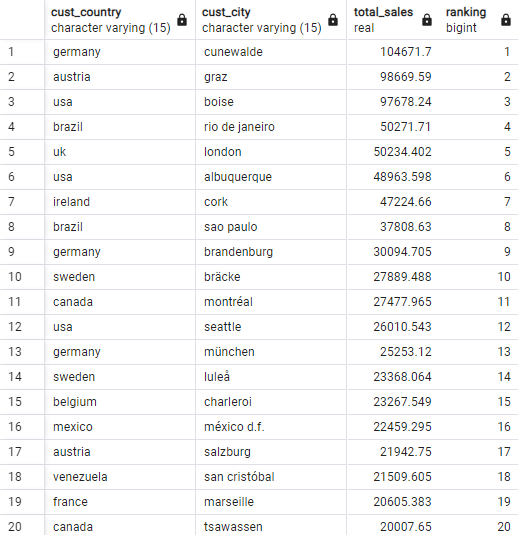 cust_country cust_city total_sales ranking
character varying (15) character varying (15) real bigint
1 germany cunewalde 104671.7 1
2 austria graz 98669.59 2
3 usa boise 97678.24 3
4 brazil rio de janeiro 50271.71 4
5 uk london 50234.402 5
6 usa albuquerque 48963.598 6
7 ireland cork 47224.66 7
8 brazil sao paulo 37808.63 8
9 germany brandenburg 30094.705 9
10 sweden bräcke 27889.488 10
11 canada montréal 27477.965 11
12 usa seattle 26010.543 12
13 germany münchen 25253.12 13
14 sweden luleå 23368.064 14
15 belgium charleroi 23267.549 15
16 mexico méxico d.f. 22459.295 16
17 austria salzburg 21942.75 17
18 venezuela san cristóbal 21509.605 18
19 france marseille 20605.383 19
20 canada tsawassen 20007.65 20